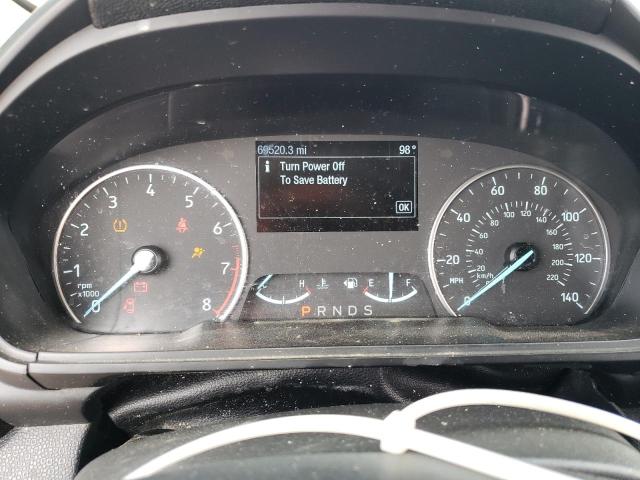 69520.3 mi 98°
i Turn Power Off
To Save Battery
OK
0 1 2 3 4 5 6 7 8
rpm
x1000
H E F
P R N D S
0 20 40 60 80 100 120 140
MPH
20 40 60 80 100 120 140 160 180 200 220
km/h